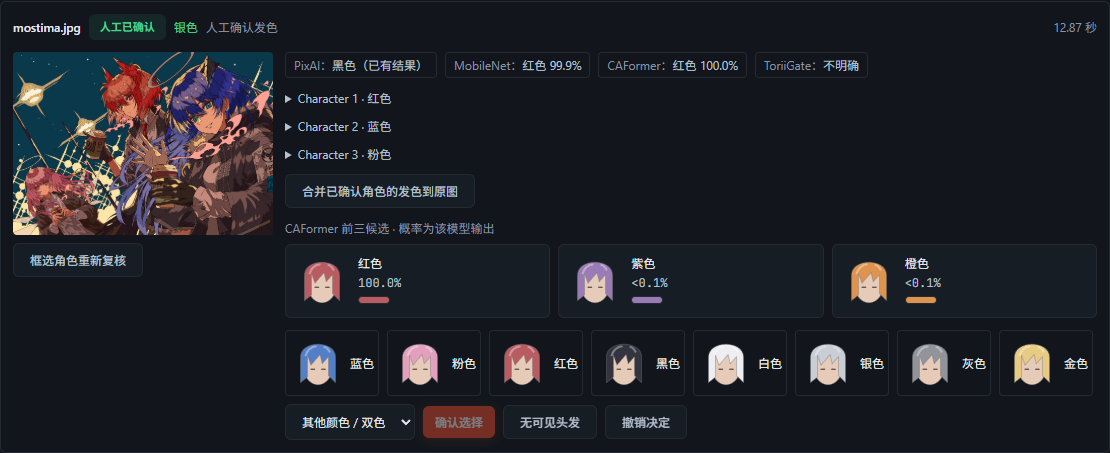 mostima.jpg 人工已确认 银色 人工确认发色 12.87 秒
PixAI：黑色（已有结果） MobileNet：红色 99.9% CAFormer：红色 100.0% ToriiGate：不明确
▶ Character 1 · 红色
▶ Character 2 · 蓝色
▶ Character 3 · 粉色
合并已确认角色的发色到原图
CAFormer 前三候选 · 概率为该模型输出
框选角色重新复核
红色 紫色 橙色
100.0% <0.1% <0.1%
蓝色 粉色 红色 黑色 白色 银色 灰色 金色
其他颜色 / 双色 确认选择 无可见头发 撤销决定